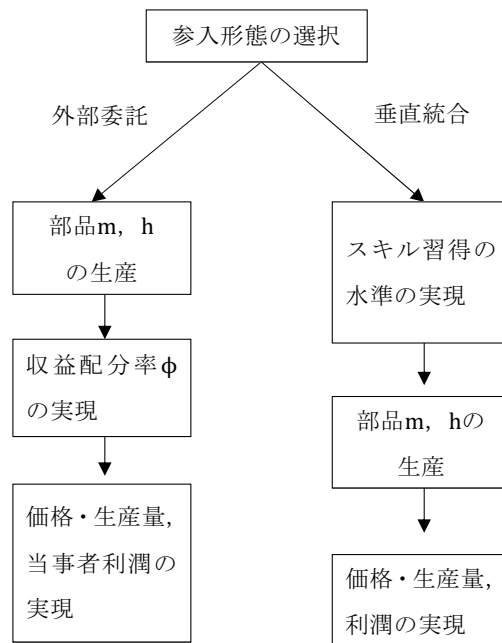 参入形態の選択
外部委託
垂直統合
部品m，h
の生産
収益配分率φ
の実現
価格・生産量，
当事者利潤の
実現
スキル習得の
水準の実現
部品m，hの
生産
価格・生産量，
利潤の実現